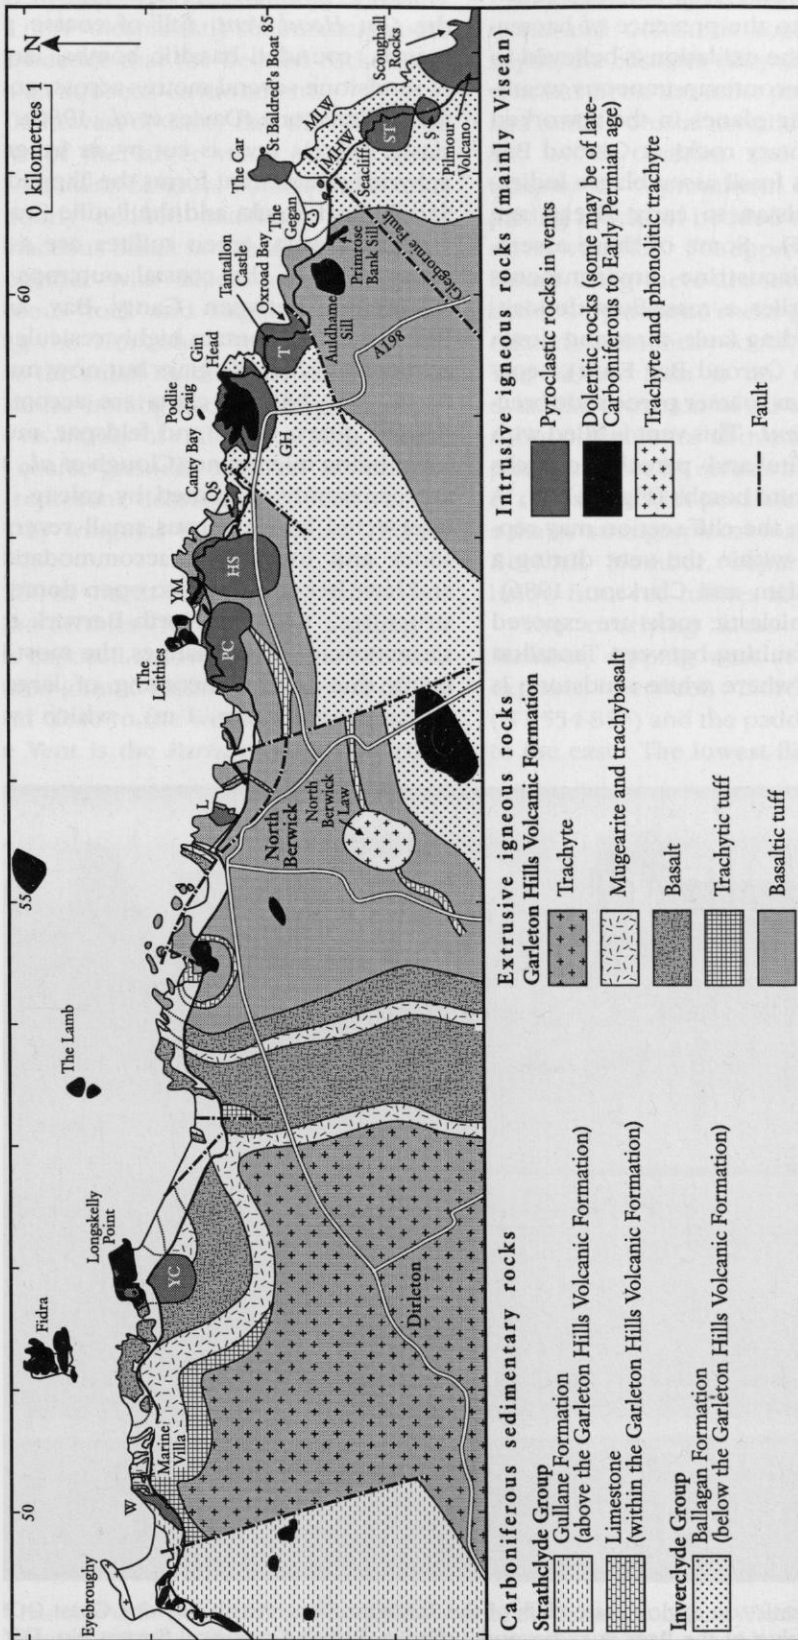 Eyebroughy
50
W
Marine
Villa
Fidra
Longskelly
Point
YC
Dirleton
The Lamb
55
L
North
Berwick
North
Berwick
Law
The
Leithies
YM
PC
HS
QS
Canty Bay
Podlie
Craig
GH
Gin
Head
T
Tantallon
Castle
Oxroad Bay
60
Auldhame
Sill
A198
The
Gegan
G
Primrose
Bank Sill
Gleghornie Fault
The Car
St Baldred's Boat
85
MLW
MHW
Seacliff
ST
S
Scoughall
Rocks
Pilmour
Volcano
0 kilometres 1
N
Carboniferous sedimentary rocks
Strathclyde Group
Gullane Formation
(above the Garleton Hills Volcanic Formation)
Limestone
(within the Garleton Hills Volcanic Formation)
Inverclyde Group
Ballagan Formation
(below the Garleton Hills Volcanic Formation)
Extrusive igneous rocks
Garleton Hills Volcanic Formation
Trachyte
Mugearite and trachybasalt
Basalt
Trachytic tuff
Basaltic tuff
Intrusive igneous rocks (mainly Visean)
Pyroclastic rocks in vents
Doleritic rocks (some may be of late-
Carboniferous to Early Permian age)
Trachyte and phonolitic trachyte
Fault